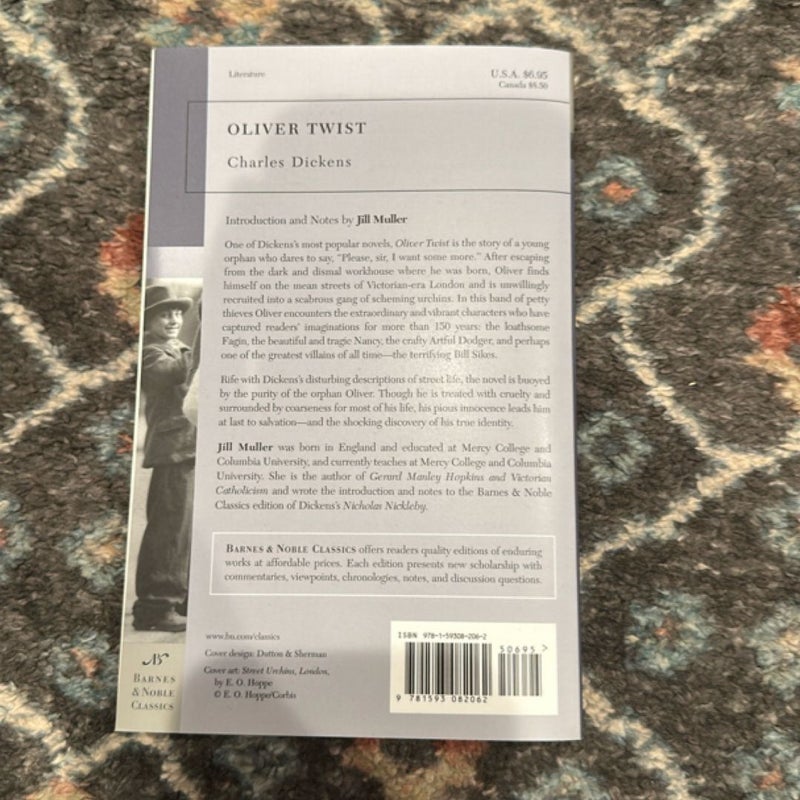 Literature
U.S.A. $6.95
Canada $8.50
OLIVER TWIST
Charles Dickens
Introduction and Notes by Jill Muller
One of Dickens's most popular novels, Oliver Twist is the story of a young
orphan who dares to say, "Please, sir, I want some more." After escaping
from the dark and dismal workhouse where he was born, Oliver finds
himself on the mean streets of Victorian-era London and is unwillingly
recruited into a scabrous gang of scheming urchins. In this band of petty
thieves Oliver encounters the extraordinary and vibrant characters who have
captured readers' imaginations for more than 150 years: the loathsome
Fagin, the beautiful and tragic Nancy, the crafty Artful Dodger, and perhaps
one of the greatest villains of all time—the terrifying Bill Sikes.
Rife with Dickens's disturbing descriptions of street life, the novel is buoyed
by the purity of the orphan Oliver. Though he is treated with cruelty and
surrounded by coarseness for most of his life, his pious innocence leads him
at last to salvation—and the shocking discovery of his true identity.
Jill Muller was born in England and educated at Mercy College and
Columbia University, and currently teaches at Mercy College and Columbia
University. She is the author of Gerard Manley Hopkins and Victorian
Catholicism and wrote the introduction and notes to the Barnes & Noble
Classics edition of Dickens's Nicholas Nickleby.
BARNES & NOBLE CLASSICS offers readers quality editions of enduring
works at affordable prices. Each edition presents new scholarship with
commentaries, viewpoints, chronologies, notes, and discussion questions.
www.bn.com/classics
Cover design: Dutton & Sherman
Cover art: Street Urchins, London,
by E. O. Hoppe
© E. O. Hoppe/Corbis
BARNES
& NOBLE
CLASSICS
ISBN 978-1-59308-206-2
50695 >
9 781593 082062